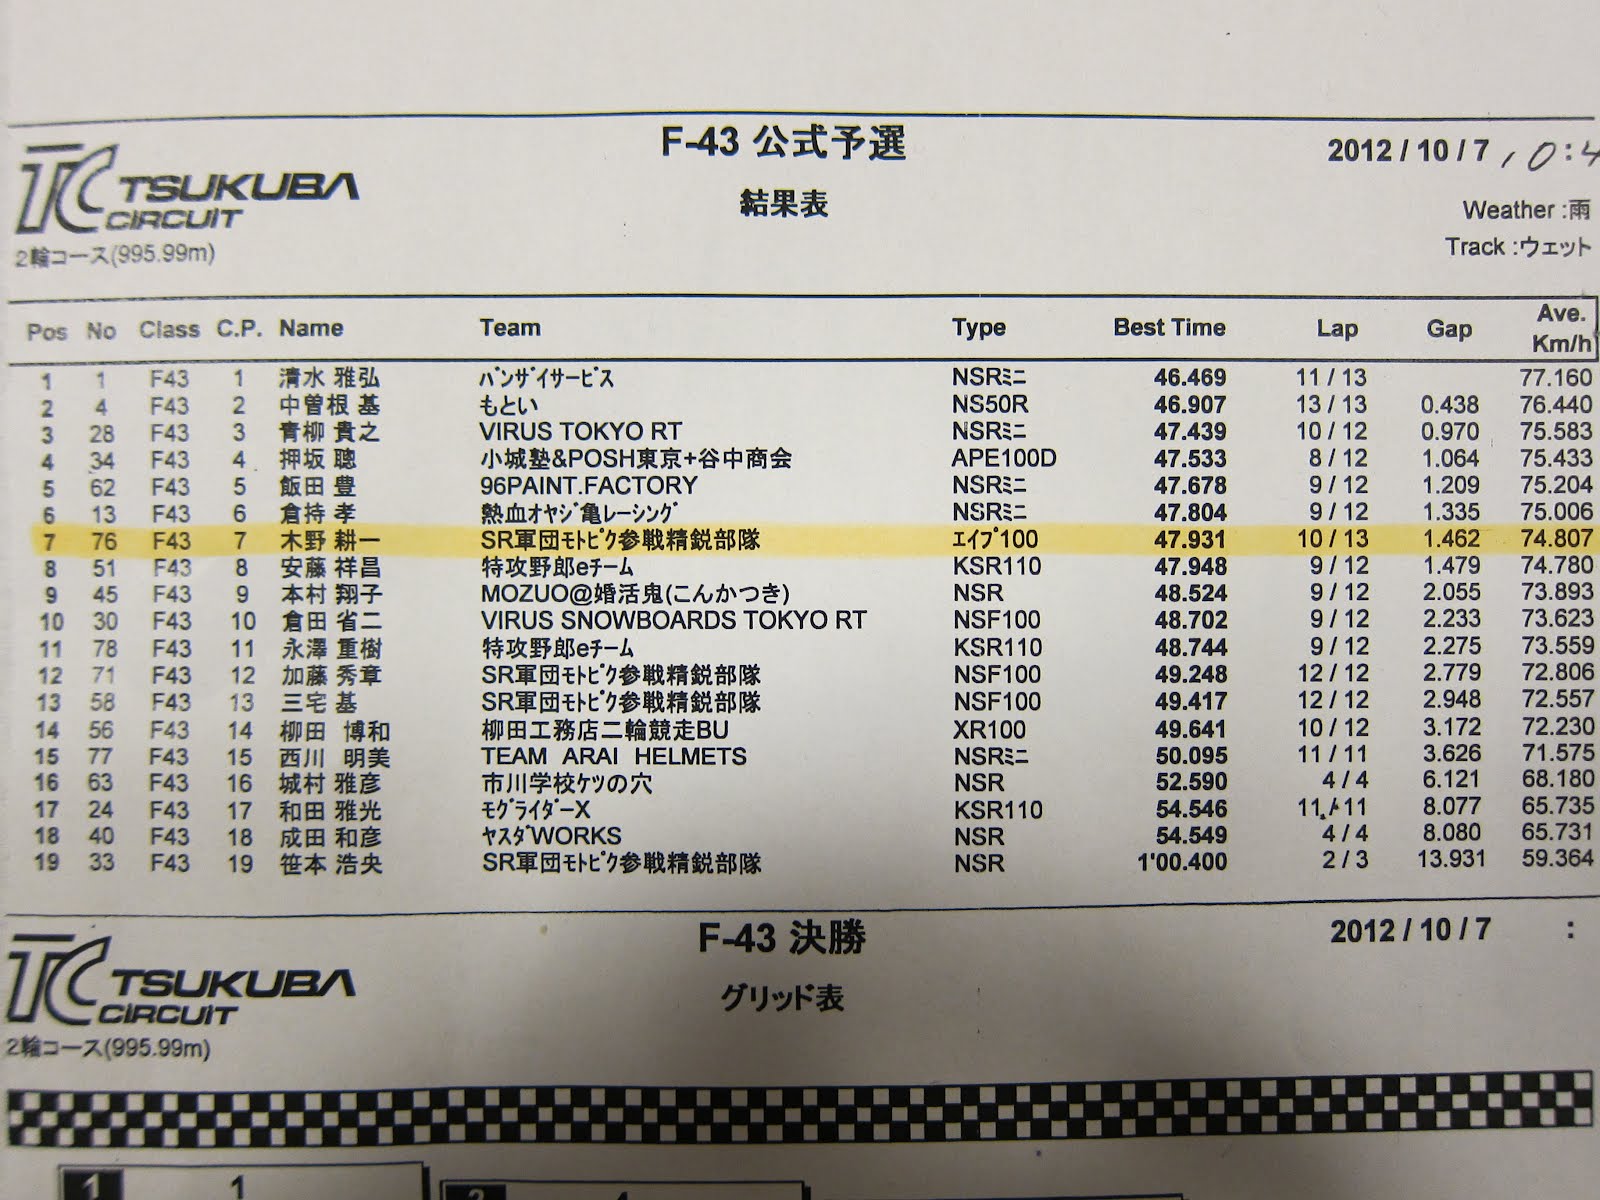 F-43 公式予選
2012 / 10 / 7 10:4
TC TSUKUBA CIRCUIT
結果表
Weather :雨
2輪コース(995.99m)
Track :ウェット
Pos No Class C.P. Name Team Type Best Time Lap Gap Ave. Km/h
1 1 F43 1 清水 雅弘 バンザイサービス NSRミニ 46.469 11 / 13 77.160
2 4 F43 2 中曽根 基 もとい NS50R 46.907 13 / 13 0.438 76.440
3 28 F43 3 青柳 貴之 VIRUS TOKYO RT NSRミニ 47.439 10 / 12 0.970 75.583
4 34 F43 4 押坂 聰 小城塾&POSH東京+谷中商会 APE100D 47.533 8 / 12 1.064 75.433
5 62 F43 5 飯田 豊 96PAINT.FACTORY NSRミニ 47.678 9 / 12 1.209 75.204
6 13 F43 6 倉持 孝 熱血オヤジ亀レーシング NSRミニ 47.804 9 / 12 1.335 75.006
7 76 F43 7 木野 耕一 SR軍団モトピク参戦精鋭部隊 エイプ100 47.931 10 / 13 1.462 74.807
8 51 F43 8 安藤 祥昌 特攻野郎eチーム KSR110 47.948 9 / 12 1.479 74.780
9 45 F43 9 本村 翔子 MOZUO@婚活鬼(こんかつき) NSR 48.524 9 / 12 2.055 73.893
10 30 F43 10 倉田 省二 VIRUS SNOWBOARDS TOKYO RT NSF100 48.702 9 / 12 2.233 73.623
11 78 F43 11 永澤 重樹 特攻野郎eチーム KSR110 48.744 9 / 12 2.275 73.559
12 71 F43 12 加藤 秀章 SR軍団モトピク参戦精鋭部隊 NSF100 49.248 12 / 12 2.779 72.806
13 58 F43 13 三宅 基 SR軍団モトピク参戦精鋭部隊 NSF100 49.417 12 / 12 2.948 72.557
14 56 F43 14 柳田 博和 柳田工務店二輪競走BU XR100 49.641 10 / 12 3.172 72.230
15 77 F43 15 西川 明美 TEAM ARAI HELMETS NSRミニ 50.095 11 / 11 3.626 71.575
16 63 F43 16 城村 雅彦 市川学校ケツの穴 NSR 52.590 4 / 4 6.121 68.180
17 24 F43 17 和田 雅光 モグライダーX KSR110 54.546 11 / 11 8.077 65.735
18 40 F43 18 成田 和彦 ヤスダWORKS NSR 54.549 4 / 4 8.080 65.731
19 33 F43 19 笹本 浩央 SR軍団モトピク参戦精鋭部隊 NSR 1'00.400 2 / 3 13.931 59.364
F-43 決勝
2012 / 10 / 7 :
TC TSUKUBA CIRCUIT
グリッド表
2輪コース(995.99m)
1 1
2 4